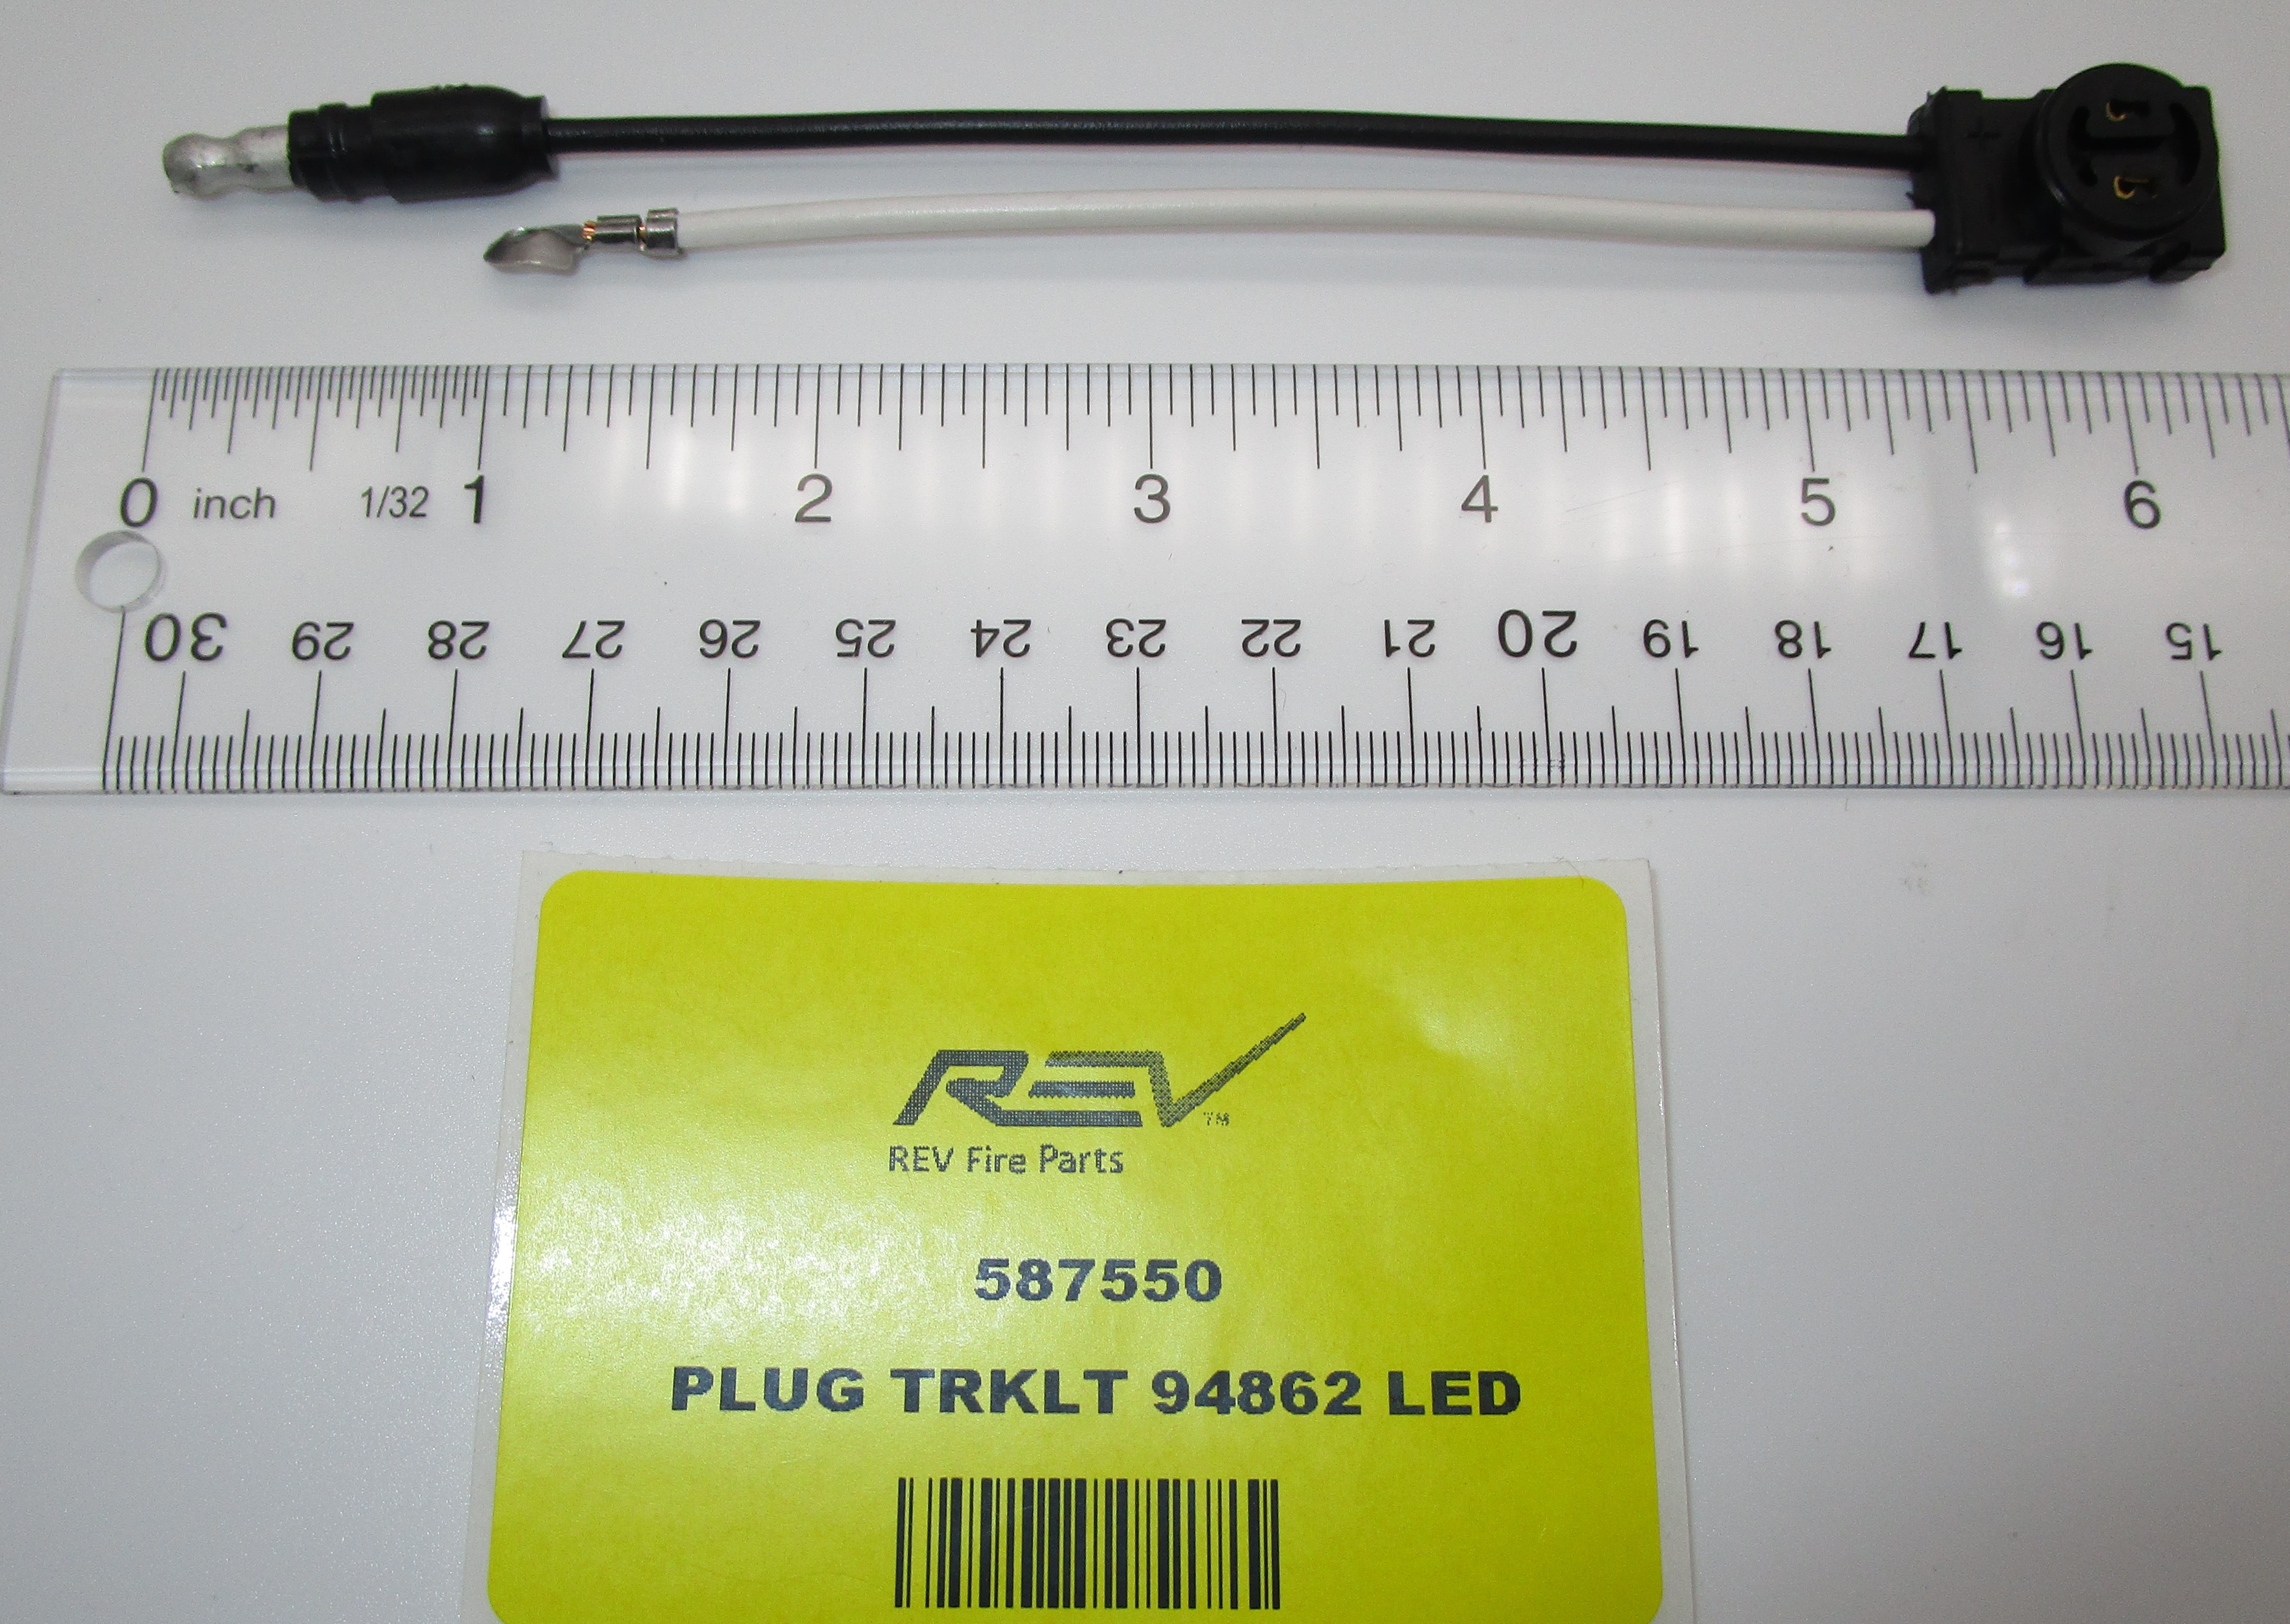 +
0 inch 1/32 1 2 3 4 5 6
30 29 28 27 26 25 24 23 22 21 20 19 18 17 16 15
REV™
REV Fire Parts
587550
PLUG TRKLT 94862 LED